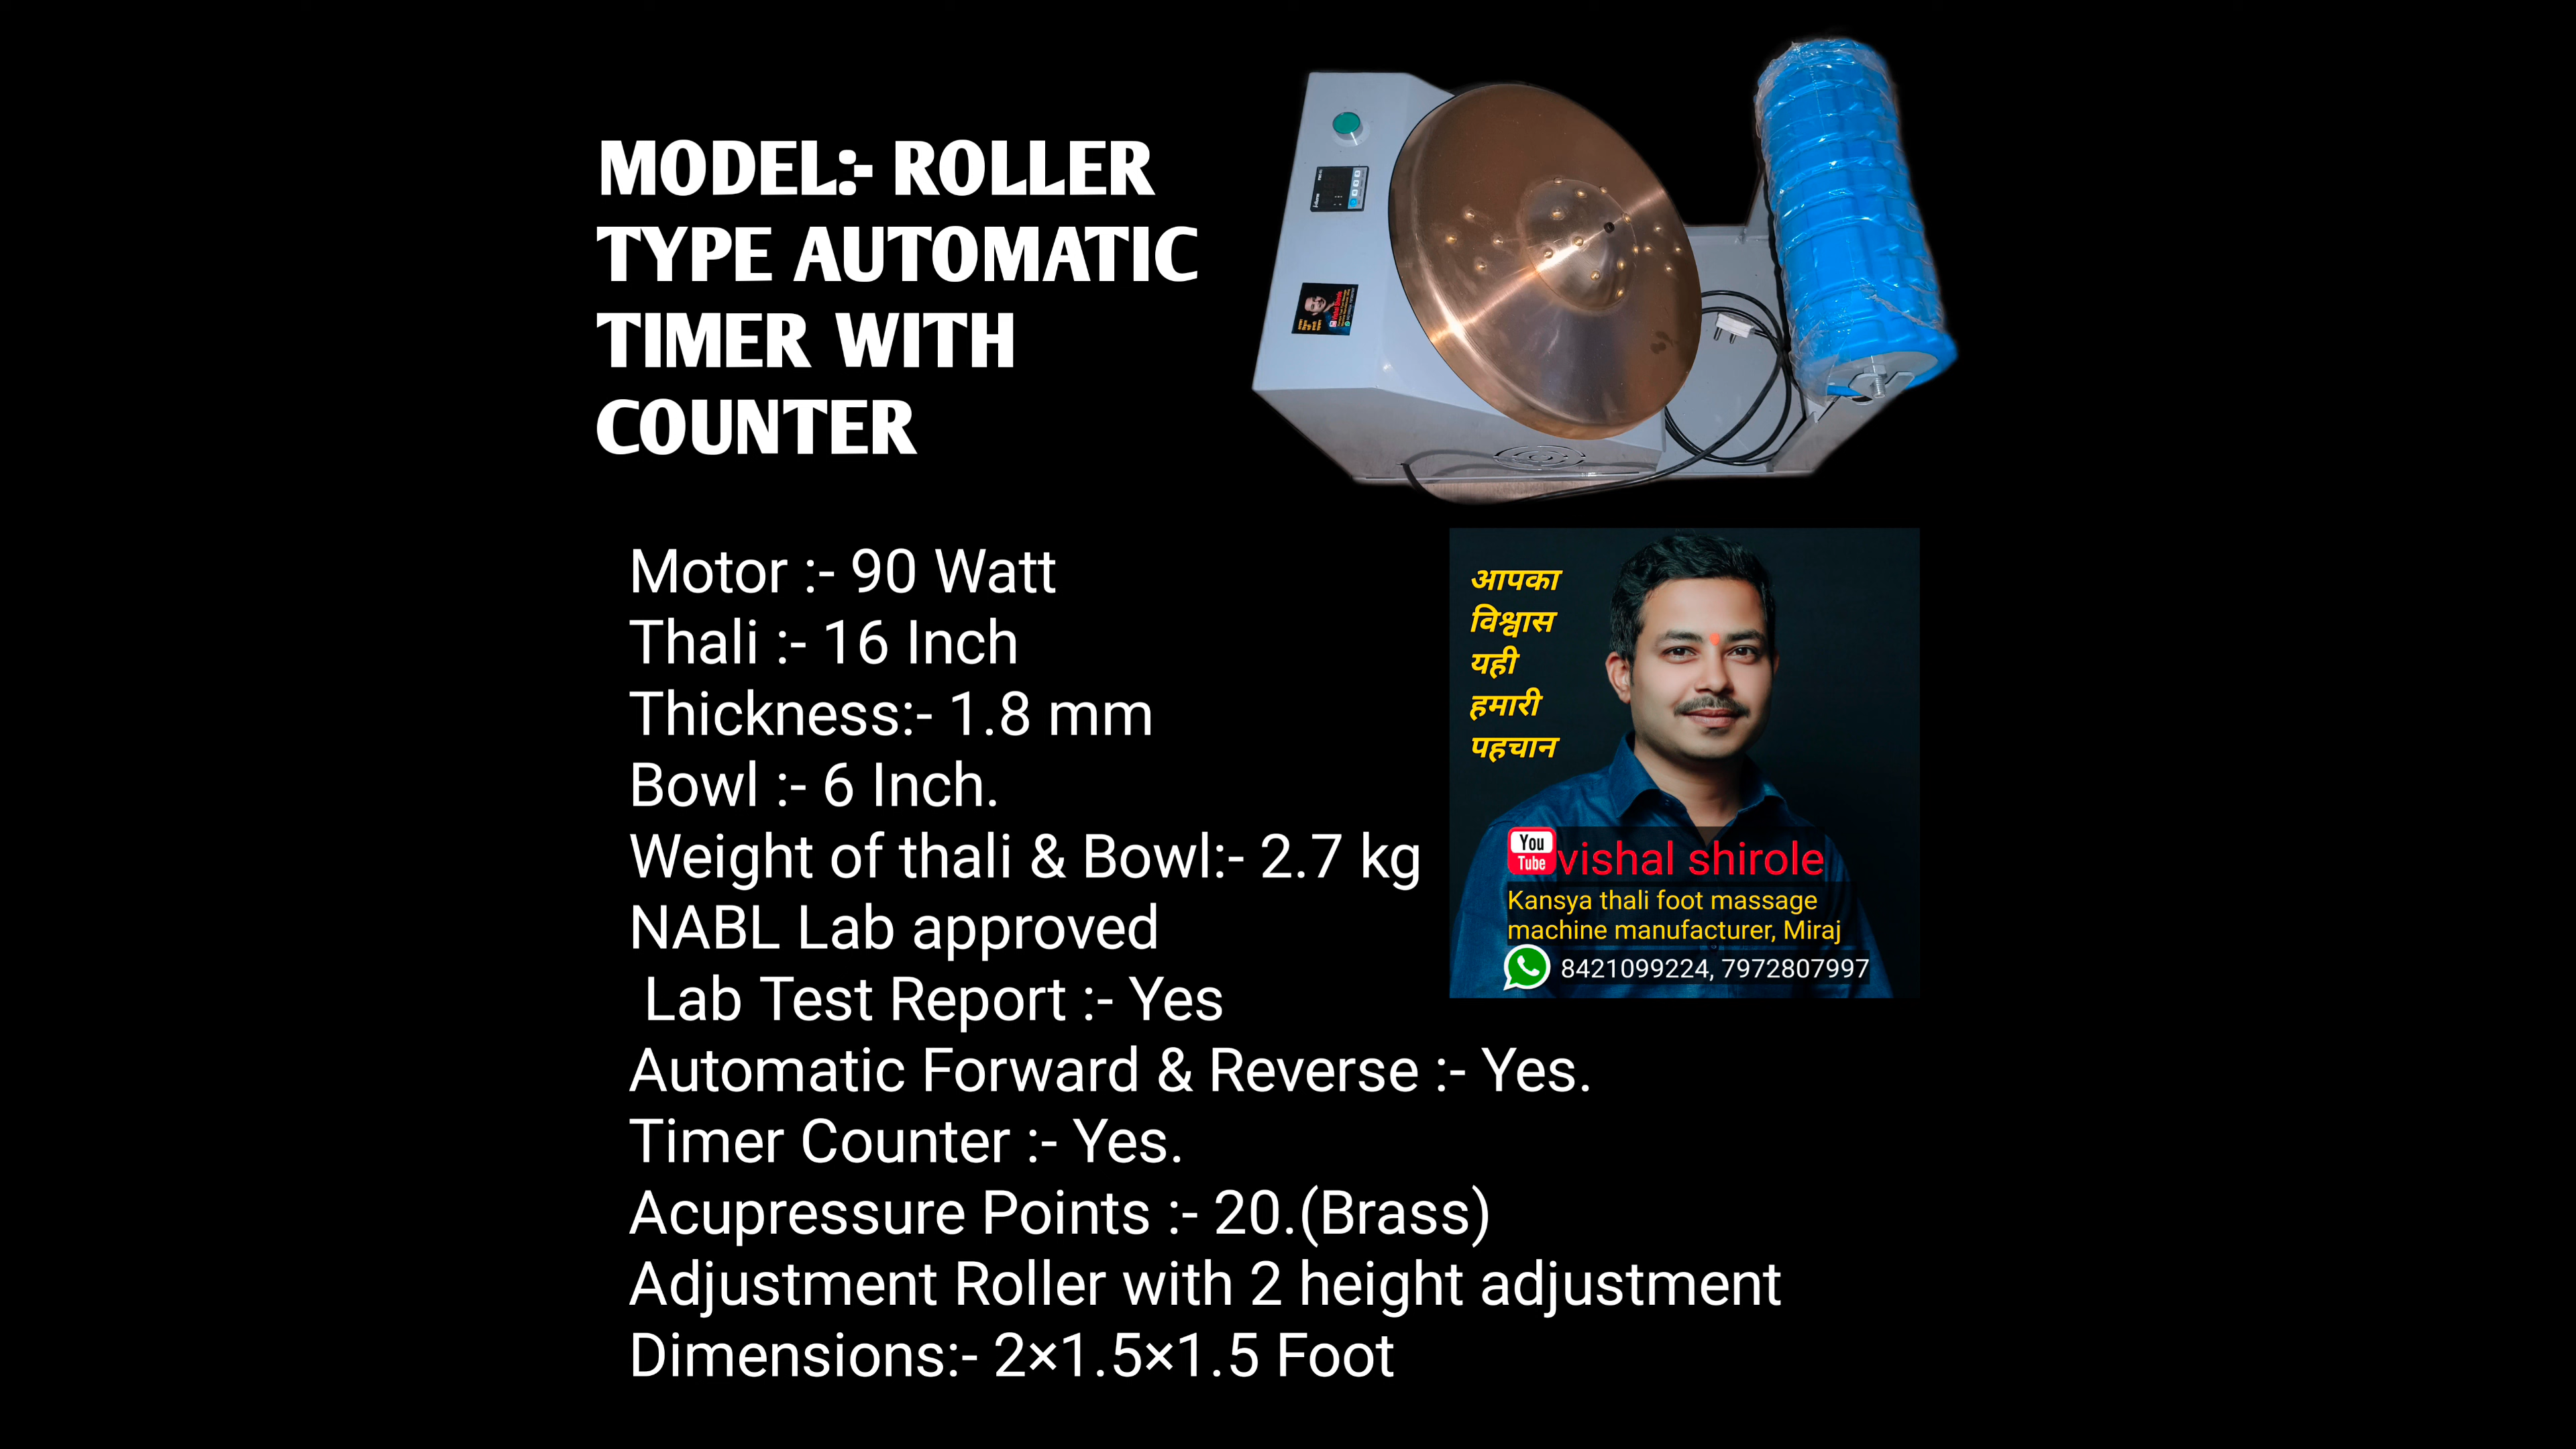 MODEL:- ROLLER
TYPE AUTOMATIC
TIMER WITH
COUNTER
Motor :- 90 Watt
Thali :- 16 Inch
Thickness:- 1.8 mm
Bowl :- 6 Inch.
Weight of thali & Bowl:- 2.7 kg
NABL Lab approved
Lab Test Report :- Yes
Automatic Forward & Reverse :- Yes.
Timer Counter :- Yes.
Acupressure Points :- 20.(Brass)
Adjustment Roller with 2 height adjustment
Dimensions:- 2×1.5×1.5 Foot
आपका
विश्वास
यही
हमारी
पहचान
You
Tube
vishal shirole
Kansya thali foot massage
machine manufacturer, Miraj
8421099224, 7972807997